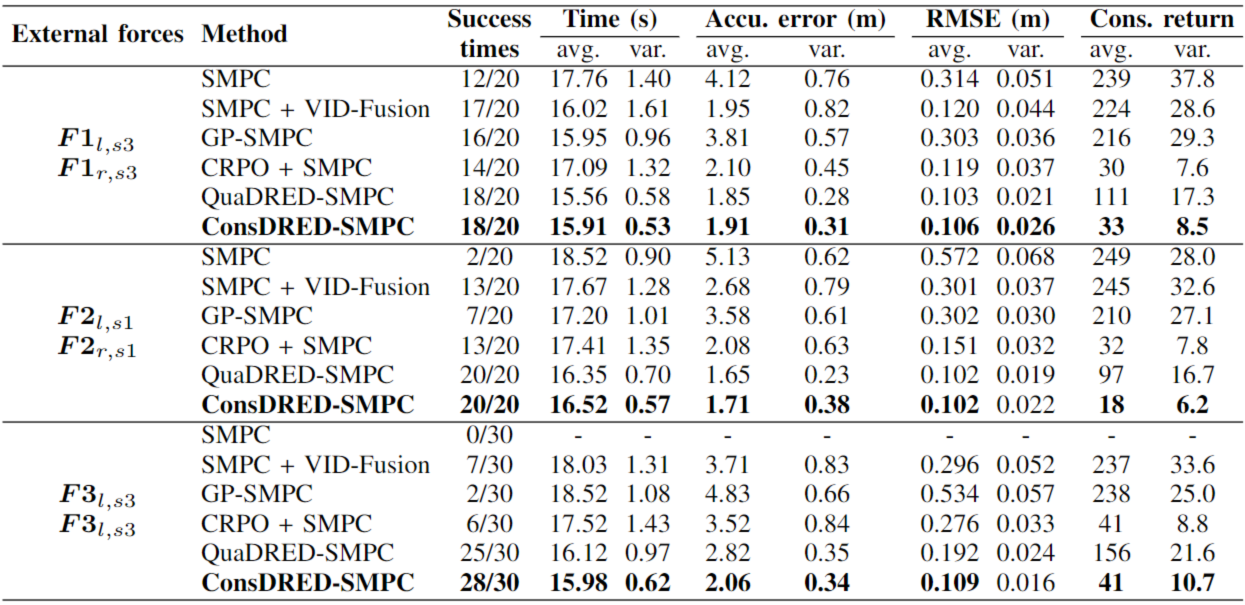 External forces Method Success times Time (s) Accu. error (m) RMSE (m) Cons. return
avg. var. avg. var. avg. var. avg. var.
SMPC 12/20 17.76 1.40 4.12 0.76 0.314 0.051 239 37.8
SMPC + VID-Fusion 17/20 16.02 1.61 1.95 0.82 0.120 0.044 224 28.6
F1l,s3 GP-SMPC 16/20 15.95 0.96 3.81 0.57 0.303 0.036 216 29.3
F1r,s3 CRPO + SMPC 14/20 17.09 1.32 2.10 0.45 0.119 0.037 30 7.6
QuaDRED-SMPC 18/20 15.56 0.58 1.85 0.28 0.103 0.021 111 17.3
ConsDRED-SMPC 18/20 15.91 0.53 1.91 0.31 0.106 0.026 33 8.5
SMPC 2/20 18.52 0.90 5.13 0.62 0.572 0.068 249 28.0
SMPC + VID-Fusion 13/20 17.67 1.28 2.68 0.79 0.301 0.037 245 32.6
F2l,s1 GP-SMPC 7/20 17.20 1.01 3.58 0.61 0.302 0.030 210 27.1
F2r,s1 CRPO + SMPC 13/20 17.41 1.35 2.08 0.63 0.151 0.032 32 7.8
QuaDRED-SMPC 20/20 16.35 0.70 1.65 0.23 0.102 0.019 97 16.7
ConsDRED-SMPC 20/20 16.52 0.57 1.71 0.38 0.102 0.022 18 6.2
SMPC 0/30 - - - - - - - -
SMPC + VID-Fusion 7/30 18.03 1.31 3.71 0.83 0.296 0.052 237 33.6
F3l,s3 GP-SMPC 2/30 18.52 1.08 4.83 0.66 0.534 0.057 238 25.0
F3l,s3 CRPO + SMPC 6/30 17.52 1.43 3.52 0.84 0.276 0.033 41 8.8
QuaDRED-SMPC 25/30 16.12 0.97 2.82 0.35 0.192 0.024 156 21.6
ConsDRED-SMPC 28/30 15.98 0.62 2.06 0.34 0.109 0.016 41 10.7